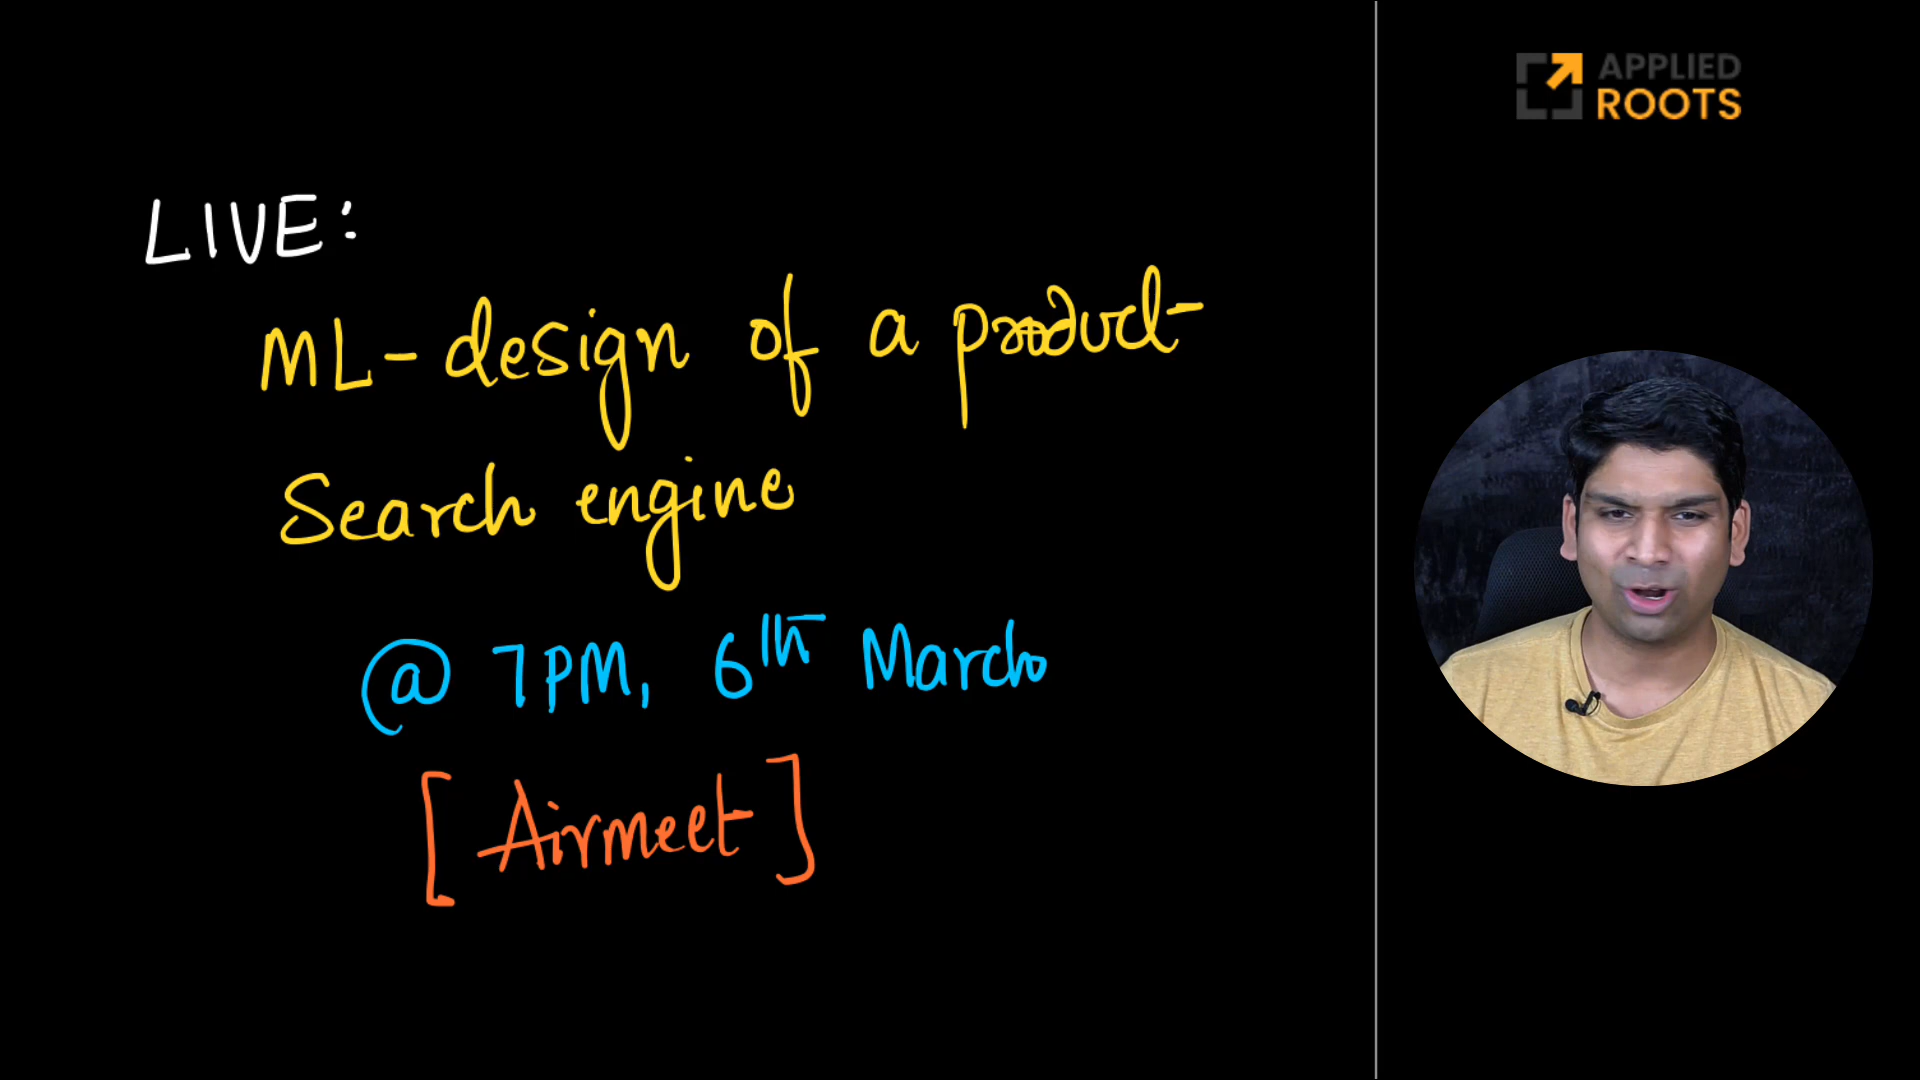 LIVE:
ML-design of a product-
Search engine
@ 7PM, 6th March
[Airmeet]
APPLIED
ROOTS